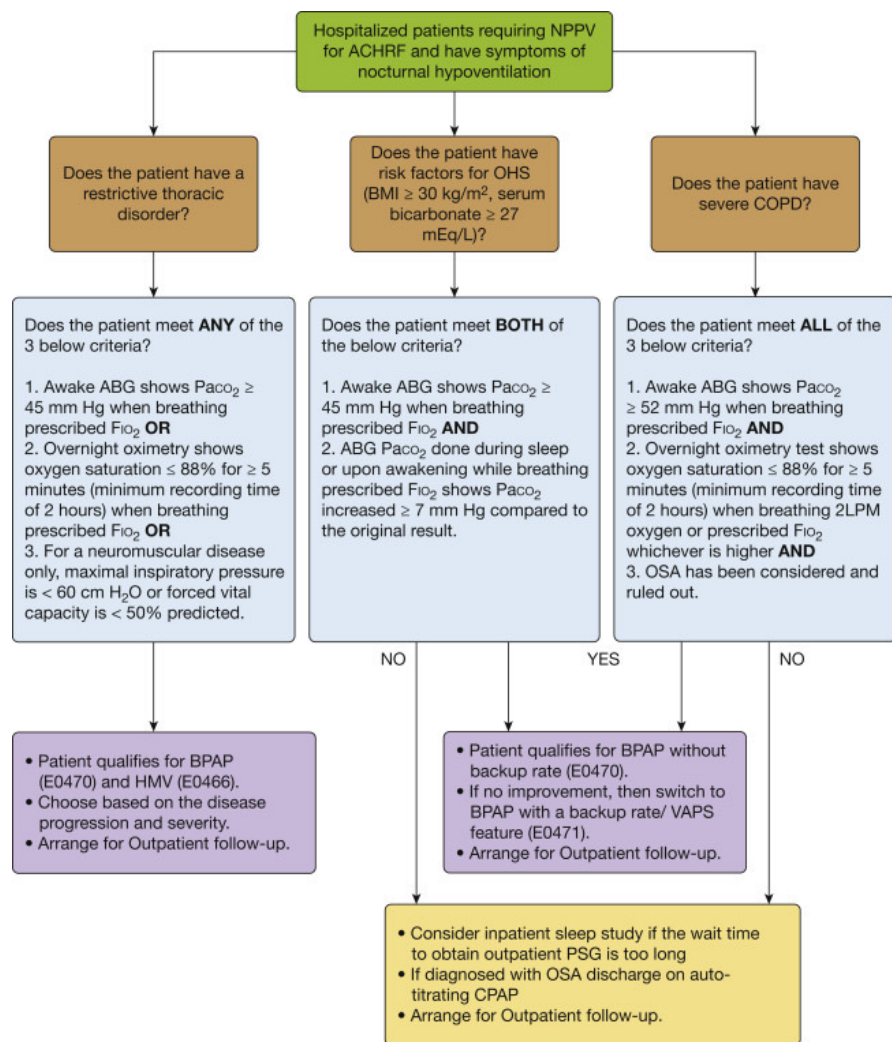 Hospitalized patients requiring NPPV
for ACHRF and have symptoms of
nocturnal hypoventilation
Does the patient have a
restrictive thoracic
disorder?
Does the patient have
risk factors for OHS
(BMI ≥ 30 kg/m², serum
bicarbonate ≥ 27
mEq/L)?
Does the patient have
severe COPD?
Does the patient meet ANY of the
3 below criteria?
1. Awake ABG shows PaCO₂ ≥
45 mm Hg when breathing
prescribed FIO₂ OR
2. Overnight oximetry shows
oxygen saturation ≤ 88% for ≥ 5
minutes (minimum recording time
of 2 hours) when breathing
prescribed FIO₂ OR
3. For a neuromuscular disease
only, maximal inspiratory pressure
is < 60 cm H₂O or forced vital
capacity is < 50% predicted.
Does the patient meet BOTH of
the below criteria?
1. Awake ABG shows PaCO₂ ≥
45 mm Hg when breathing
prescribed FIO₂ AND
2. ABG PaCO₂ done during sleep
or upon awakening while breathing
prescribed FIO₂ shows PaCO₂
increased ≥ 7 mm Hg compared to
the original result.
Does the patient meet ALL of the
3 below criteria?
1. Awake ABG shows PaCO₂
≥ 52 mm Hg when breathing
prescribed FIO₂ AND
2. Overnight oximetry test shows
oxygen saturation ≤ 88% for ≥ 5
minutes (minimum recording time
of 2 hours) when breathing 2LPM
oxygen or prescribed FIO₂
whichever is higher AND
3. OSA has been considered and
ruled out.
NO
YES
NO
• Patient qualifies for BPAP
(E0470) and HMV (E0466).
• Choose based on the disease
progression and severity.
• Arrange for Outpatient follow-up.
• Patient qualifies for BPAP without
backup rate (E0470).
• If no improvement, then switch to
BPAP with a backup rate/ VAPS
feature (E0471).
• Arrange for Outpatient follow-up.
• Consider inpatient sleep study if the wait time
to obtain outpatient PSG is too long
• If diagnosed with OSA discharge on auto-
titrating CPAP
• Arrange for Outpatient follow-up.